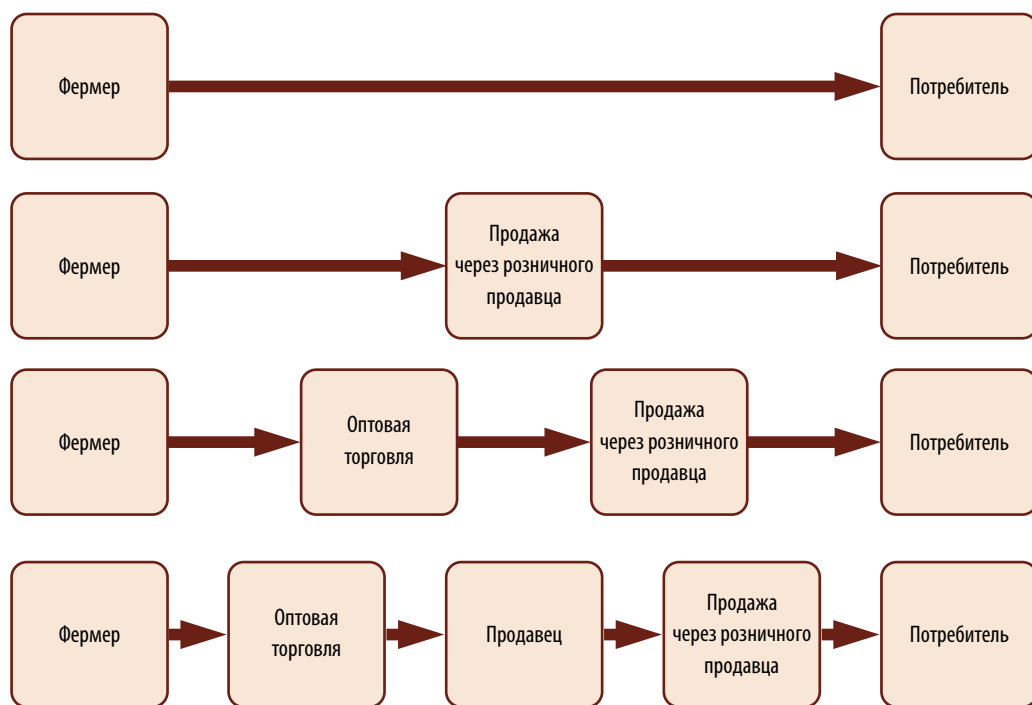 Фермер
Потребитель
Фермер
Продажа
через розничного
продавца
Потребитель
Фермер
Оптовая
торговля
Продажа
через розничного
продавца
Потребитель
Фермер
Оптовая
торговля
Продавец
Продажа
через розничного
продавца
Потребитель